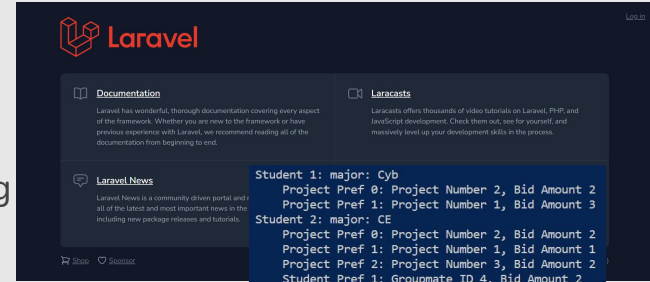 Log in
Laravel
Documentation
Laravel has wonderful, thorough documentation covering every aspect
of the framework. Whether you are new to the framework or have
previous experience with Laravel, we recommend reading all of the
documentation from beginning to end.
Laracasts
Laracasts offers thousands of video tutorials on Laravel, PHP, and
JavaScript development. Check them out, see for yourself, and
massively level up your development skills in the process.
g
Laravel News
Laravel News is a community driven portal and
all of the latest and most important news in the
including new package releases and tutorials.
Shop
Sponsor
Student 1: major: Cyb
Project Pref 0: Project Number 2, Bid Amount 2
Project Pref 1: Project Number 1, Bid Amount 3
Student 2: major: CE
Project Pref 0: Project Number 2, Bid Amount 2
Project Pref 1: Project Number 1, Bid Amount 1
Project Pref 2: Project Number 3, Bid Amount 2
Student Pref 1: Groupmate ID 4, Bid Amount 2